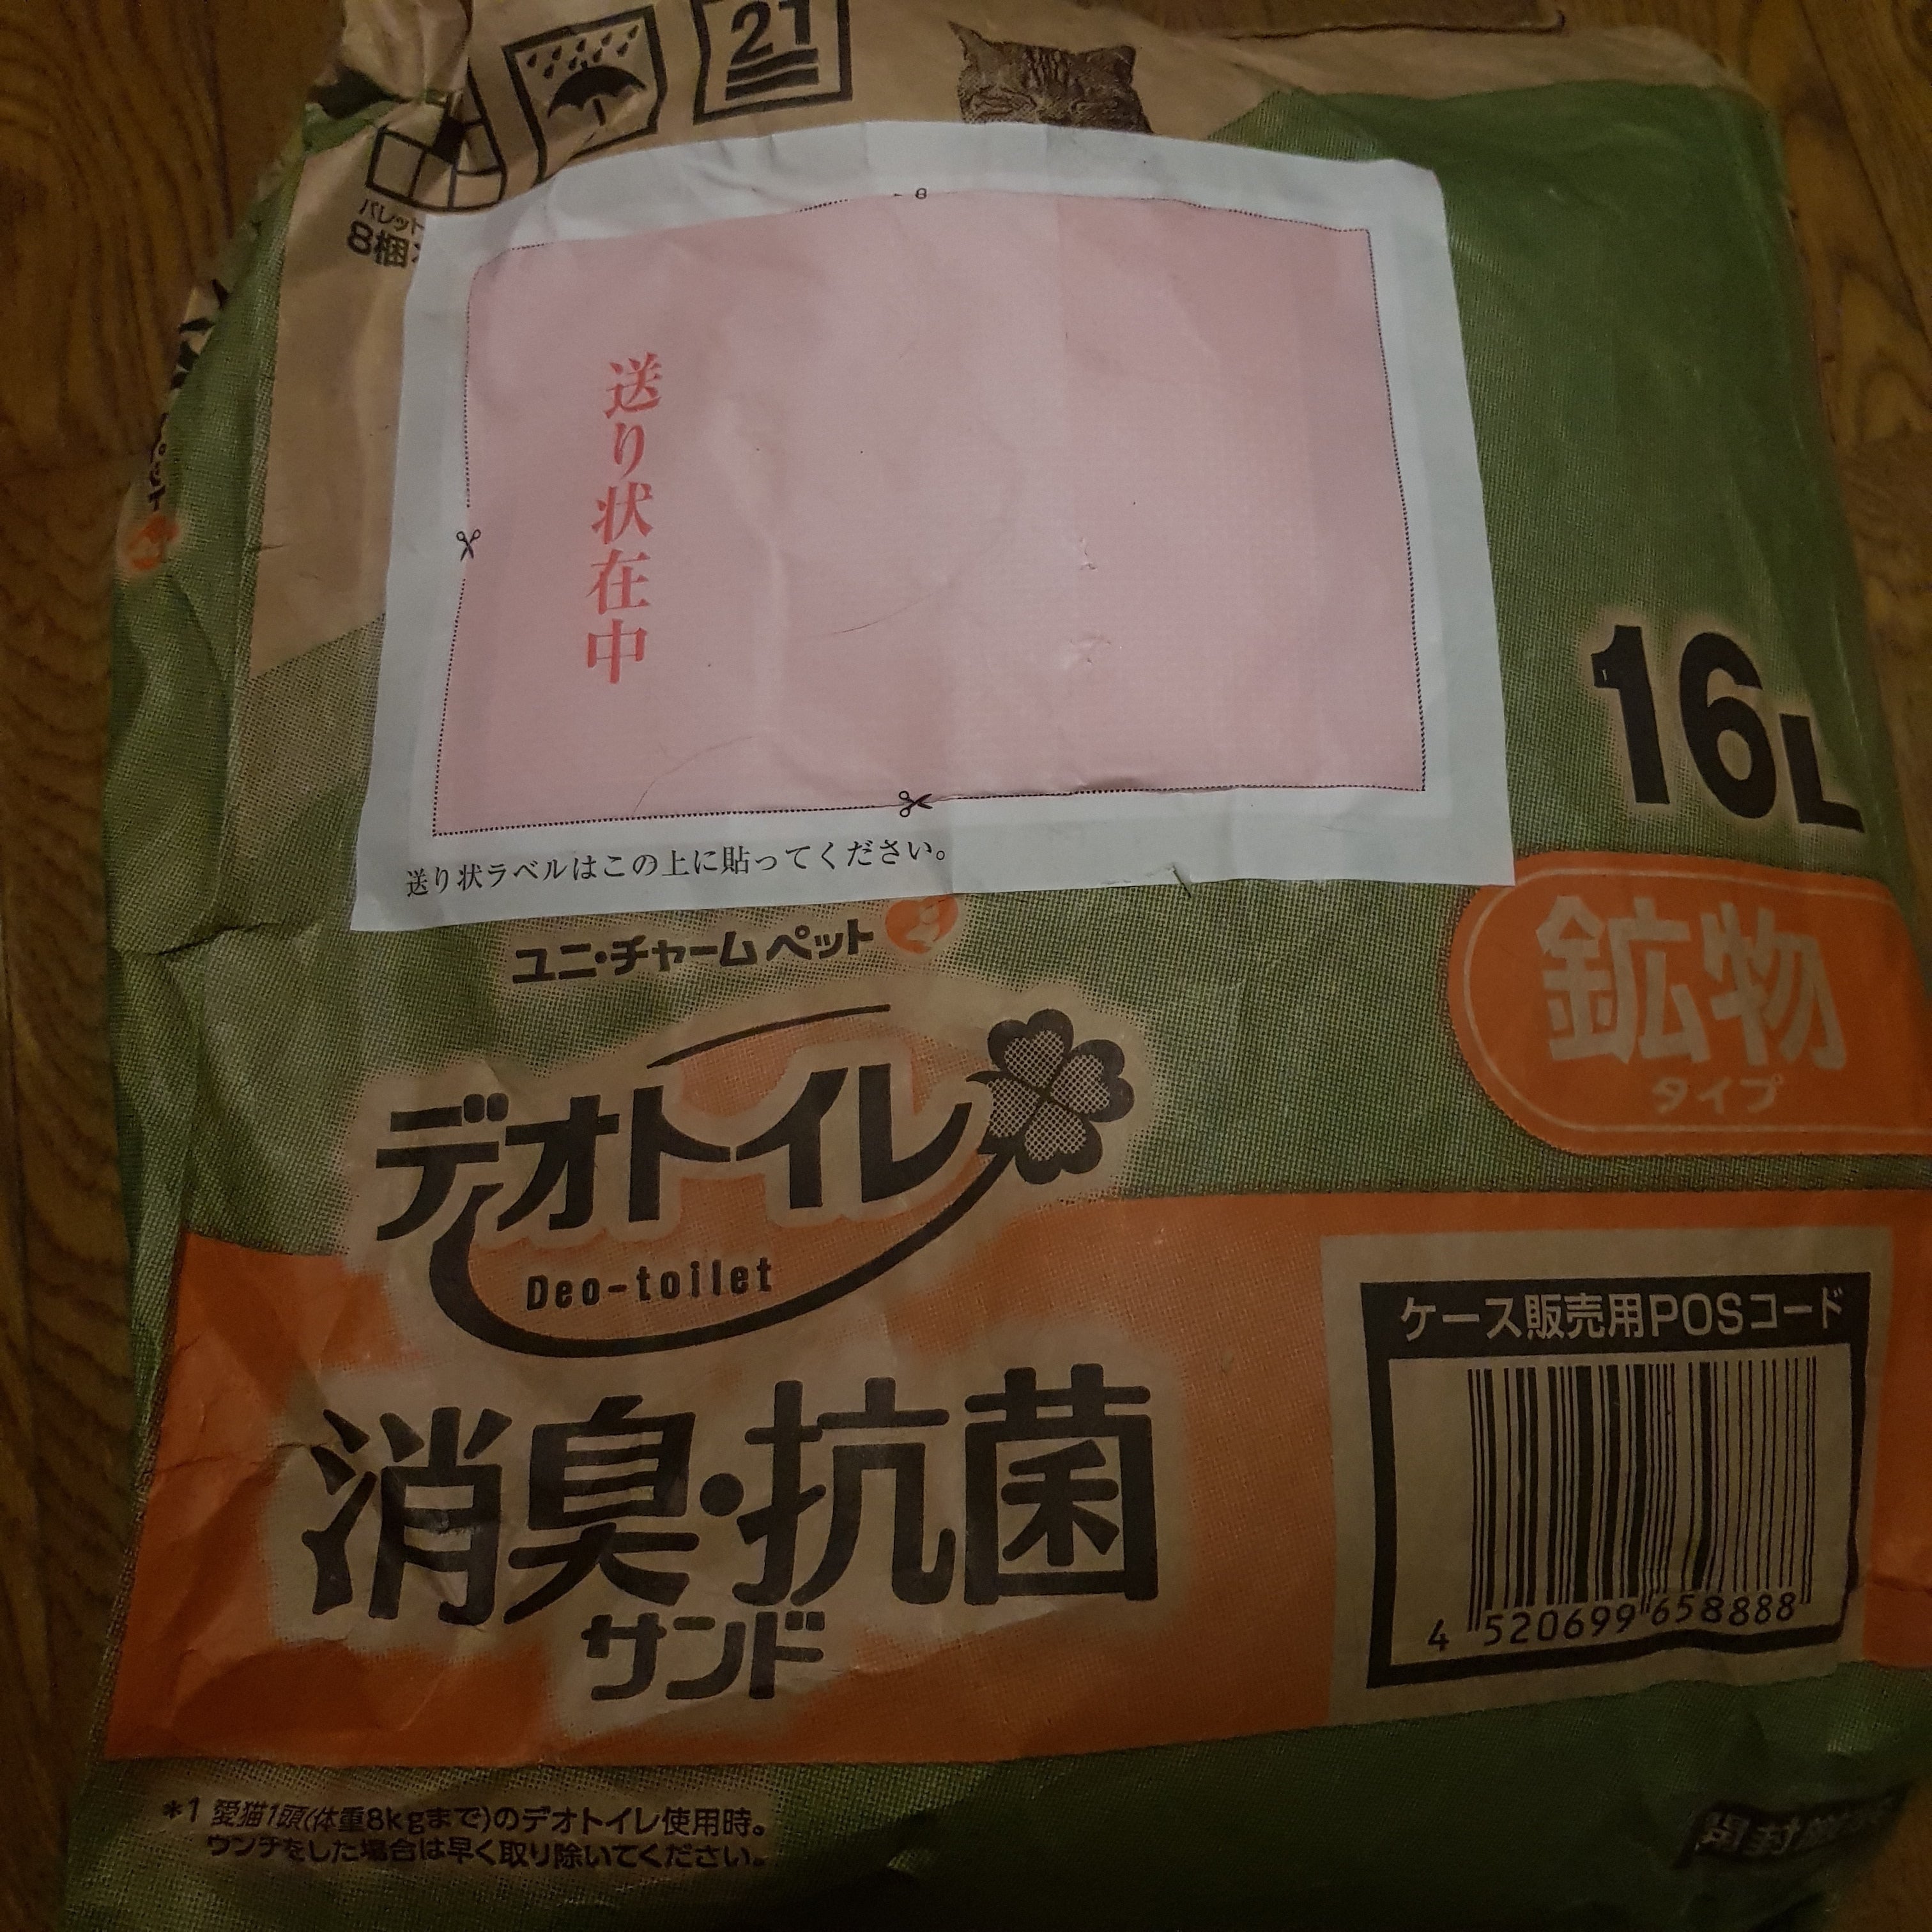 21
パレット
8梱
送り状在中
送り状ラベルはこの上に貼ってください。
16L
ユニ・チャーム ペット
鉱物
タイプ
デオトイレ
Deo-toilet
消臭・抗菌
サンド
ケース販売用POSコード
4 520699 658888
*1 愛猫1頭(体重8kgまで)のデオトイレ使用時。
ウンチをした場合は早く取り除いてください。
開封